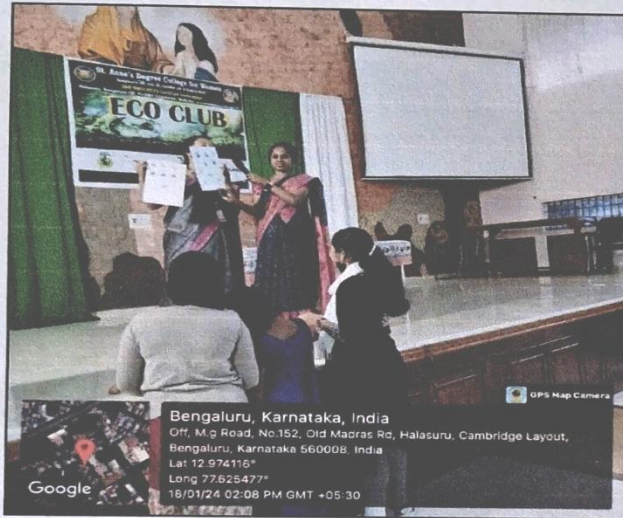 St. Anne's Degree College for Women
ECO CLUB
GPS Map Camera
Bengaluru, Karnataka, India
Off, M.g Road, No.152, Old Madras Rd, Halasuru, Cambridge Layout,
Bengaluru, Karnataka 560008, India
Lat 12.974116°
Long 77.625477°
18/01/24 02:08 PM GMT +05:30
Google